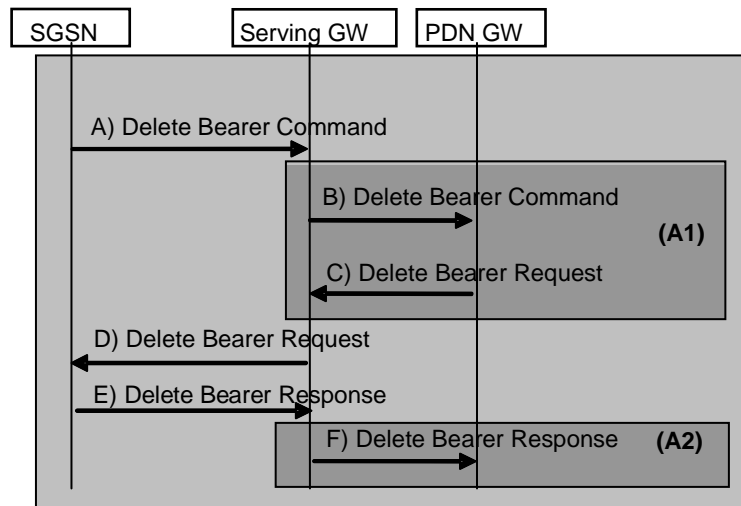 SGSN
Serving GW
PDN GW
A) Delete Bearer Command
B) Delete Bearer Command
(A1)
C) Delete Bearer Request
D) Delete Bearer Request
E) Delete Bearer Response
F) Delete Bearer Response
(A2)